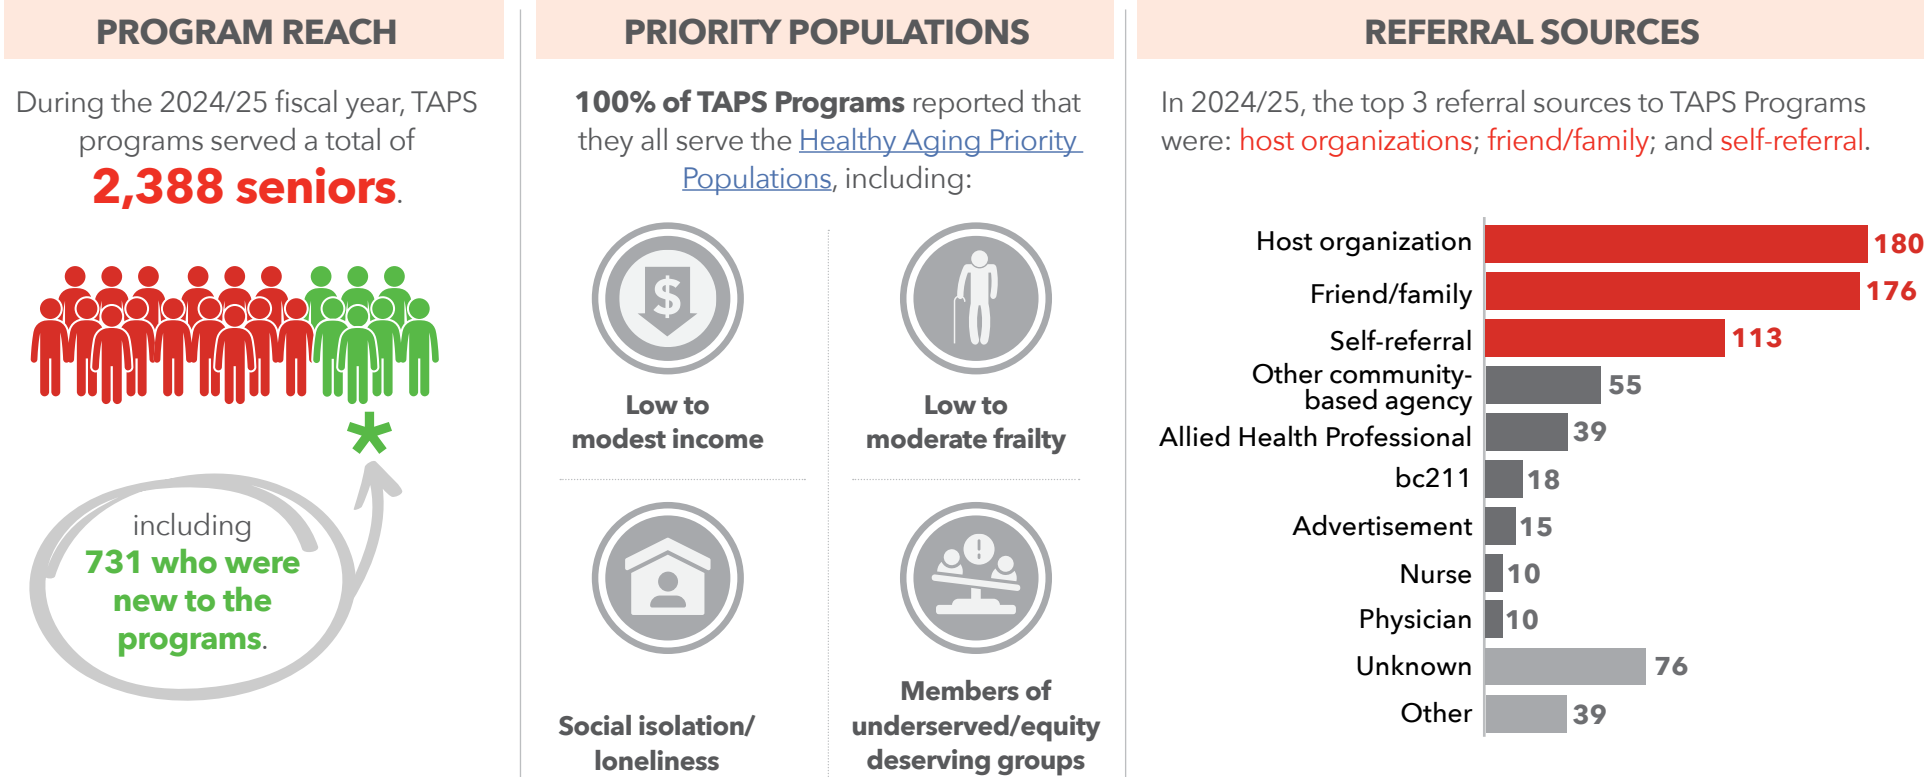 PROGRAM REACH
During the 2024/25 fiscal year, TAPS
programs served a total of
2,388 seniors.
*
including
731 who were
new to the
programs.
PRIORITY POPULATIONS
100% of TAPS Programs reported that
they all serve the Healthy Aging Priority
Populations, including:
$
Low to
modest income
Low to
moderate frailty
!
Social isolation/
loneliness
Members of
underserved/equity
deserving groups
REFERRAL SOURCES
In 2024/25, the top 3 referral sources to TAPS Programs
were: host organizations; friend/family; and self-referral.
Host organization 180
Friend/family 176
Self-referral 113
Other community-
based agency 55
Allied Health Professional 39
bc211 18
Advertisement 15
Nurse 10
Physician 10
Unknown 76
Other 39